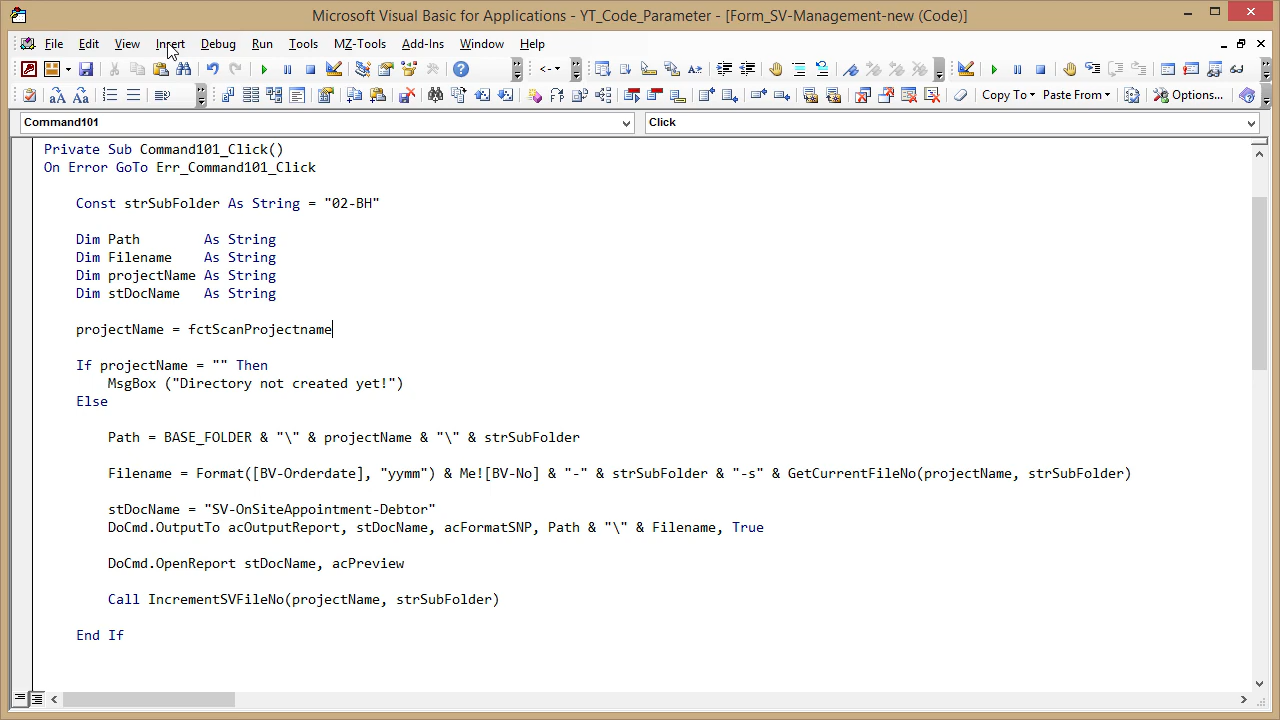 Microsoft Visual Basic for Applications - YT_Code_Parameter - [Form_SV-Management-new (Code)]
File Edit View Insert Debug Run Tools MZ-Tools Add-Ins Window Help
Copy To Paste From Options...
Command101 Click
Private Sub Command101_Click()
On Error GoTo Err_Command101_Click
Const strSubFolder As String = "02-BH"
Dim Path As String
Dim Filename As String
Dim projectName As String
Dim stDocName As String
projectName = fctScanProjectname
If projectName = "" Then
MsgBox ("Directory not created yet!")
Else
Path = BASE_FOLDER & "\" & projectName & "\" & strSubFolder
Filename = Format([BV-Orderdate], "yymm") & Me![BV-No] & "-" & strSubFolder & "-s" & GetCurrentFileNo(projectName, strSubFolder)
stDocName = "SV-OnSiteAppointment-Debtor"
DoCmd.OutputTo acOutputReport, stDocName, acFormatSNP, Path & "\" & Filename, True
DoCmd.OpenReport stDocName, acPreview
Call IncrementSVFileNo(projectName, strSubFolder)
End If